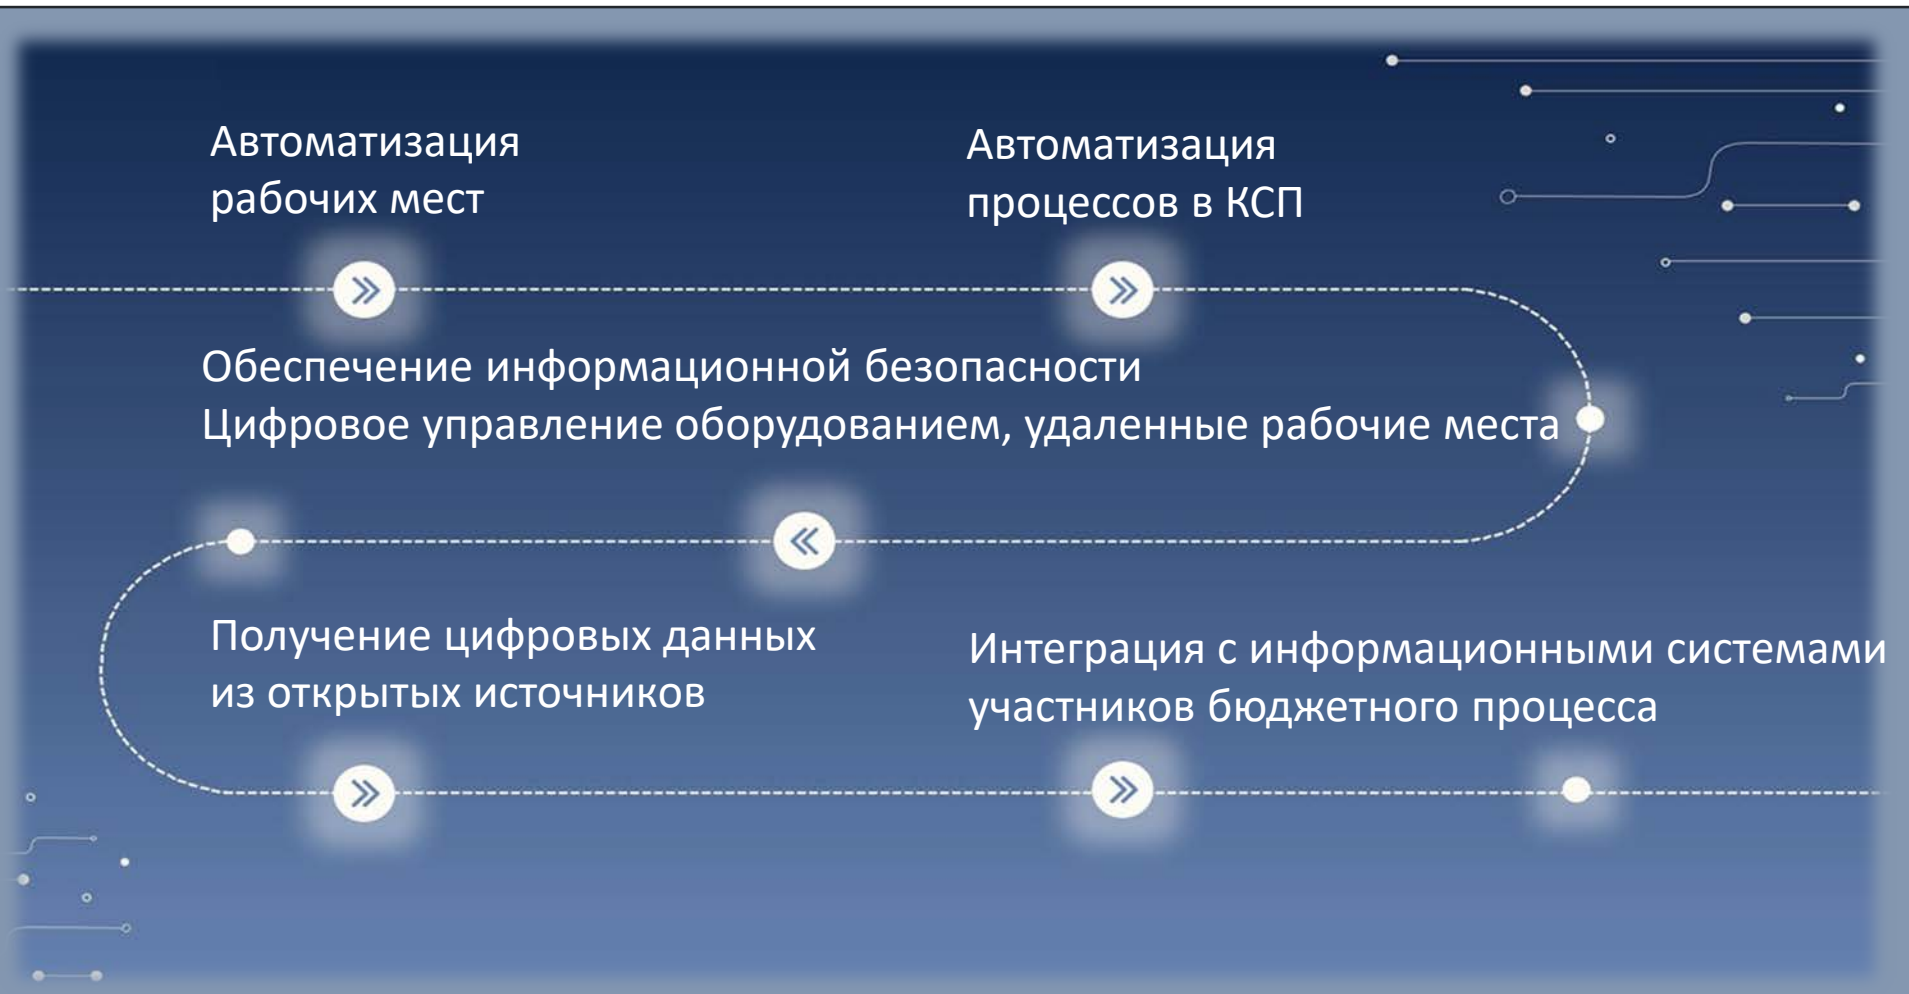 Автоматизация
рабочих мест
Автоматизация
процессов в КСП
Обеспечение информационной безопасности
Цифровое управление оборудованием, удаленные рабочие места
Получение цифровых данных
из открытых источников
Интеграция с информационными системами
участников бюджетного процесса